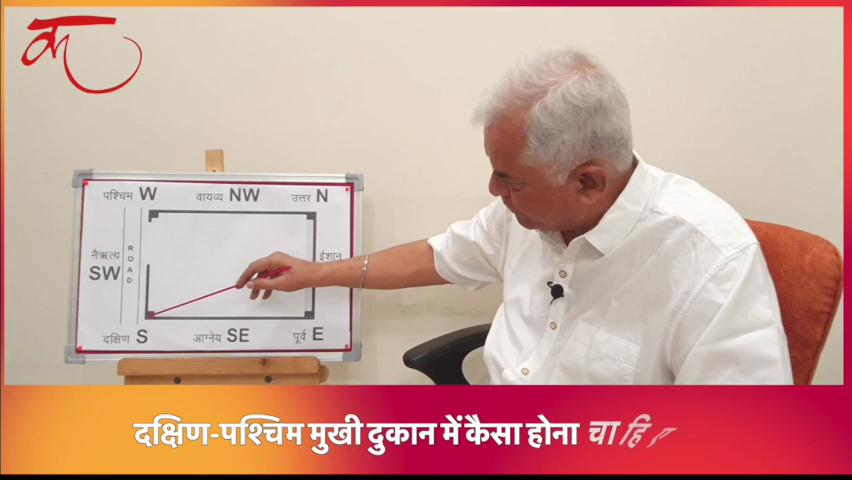 पश्चिम W वायव्य NW उत्तर N
नैऋत्य
SW
ROAD
ईशान
दक्षिण S आग्नेय SE पूर्व E
दक्षिण-पश्चिम मुखी दुकान में कैसा होना चाहिए